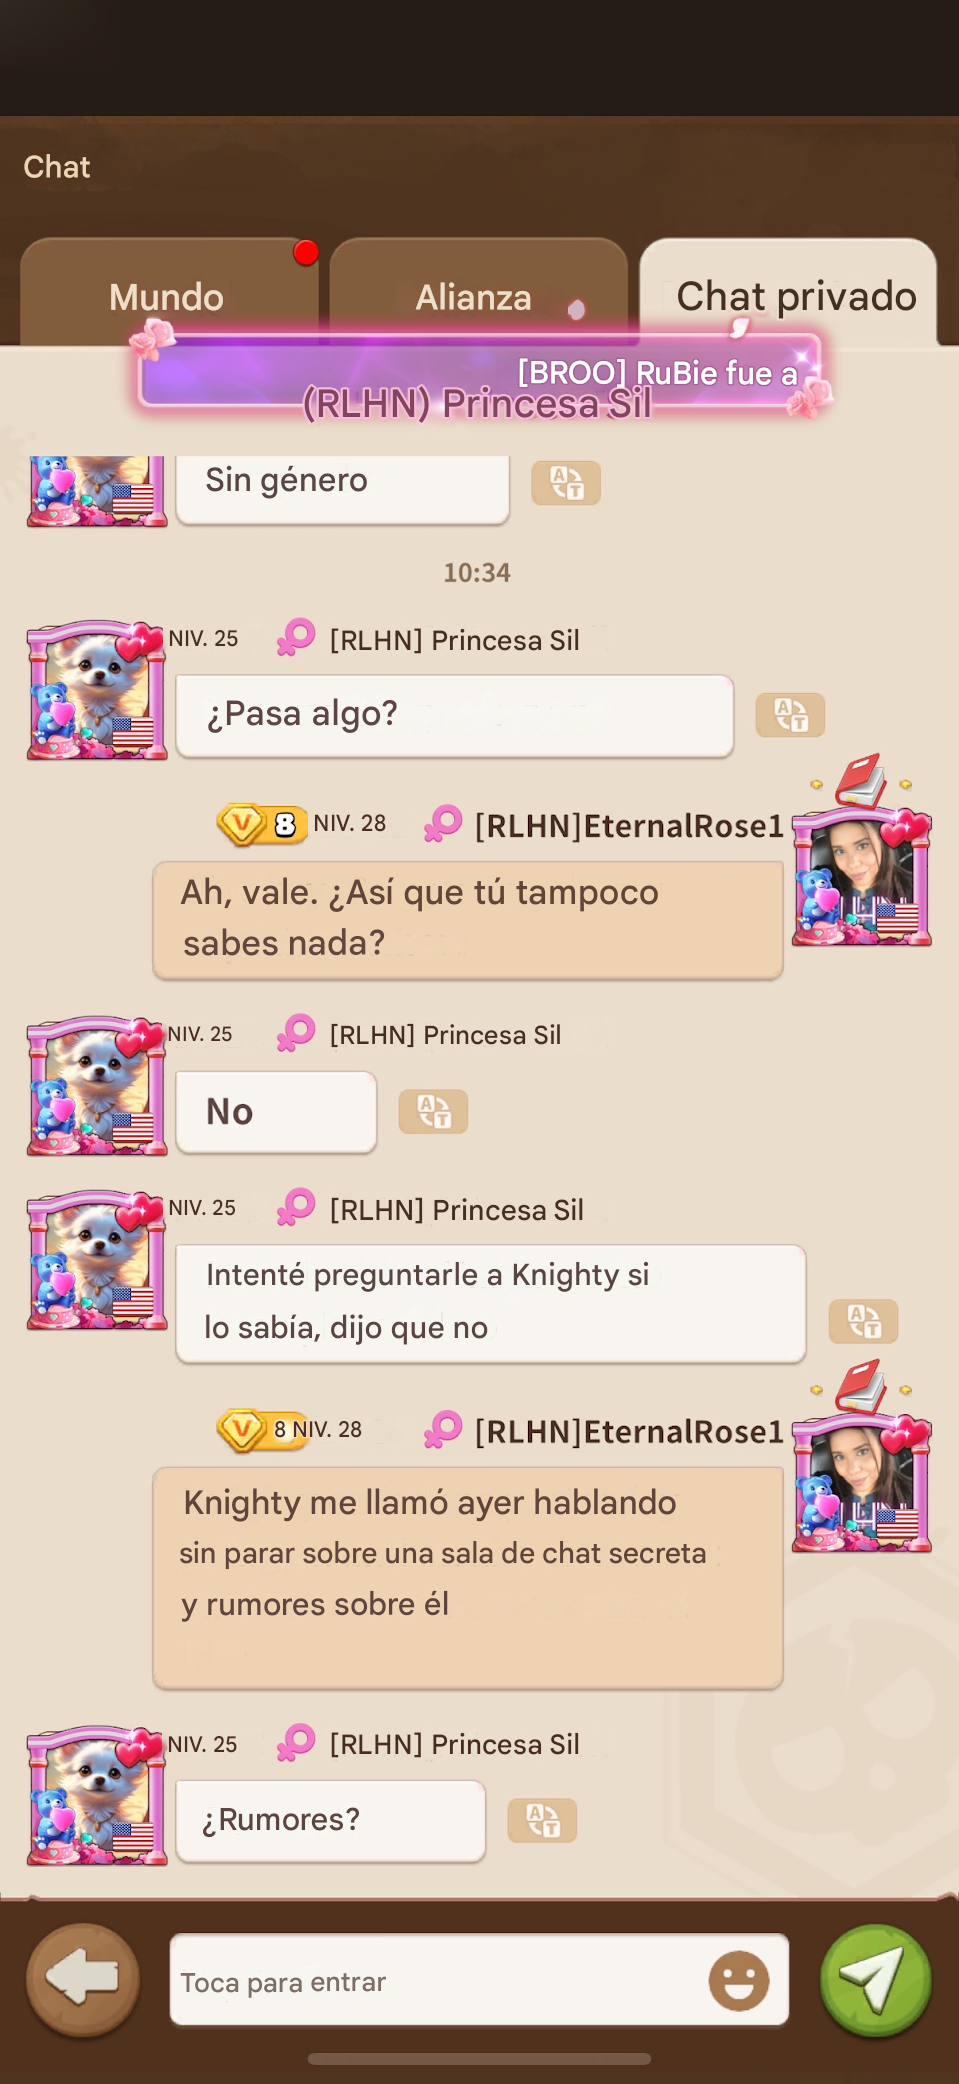 Chat
Mundo
Alianza
Chat privado
[BROO] RuBie fue a
(RLHN) Princesa Sil
Sin género
10:34
NIV. 25 [RLHN] Princesa Sil
¿Pasa algo?
V 8 NIV. 28 [RLHN]EternalRose1
Ah, vale. ¿Así que tú tampoco
sabes nada?
NIV. 25 [RLHN] Princesa Sil
No
NIV. 25 [RLHN] Princesa Sil
Intenté preguntarle a Knighty si
lo sabía, dijo que no
V 8 NIV. 28 [RLHN]EternalRose1
Knighty me llamó ayer hablando
sin parar sobre una sala de chat secreta
y rumores sobre él
NIV. 25 [RLHN] Princesa Sil
¿Rumores?
Toca para entrar